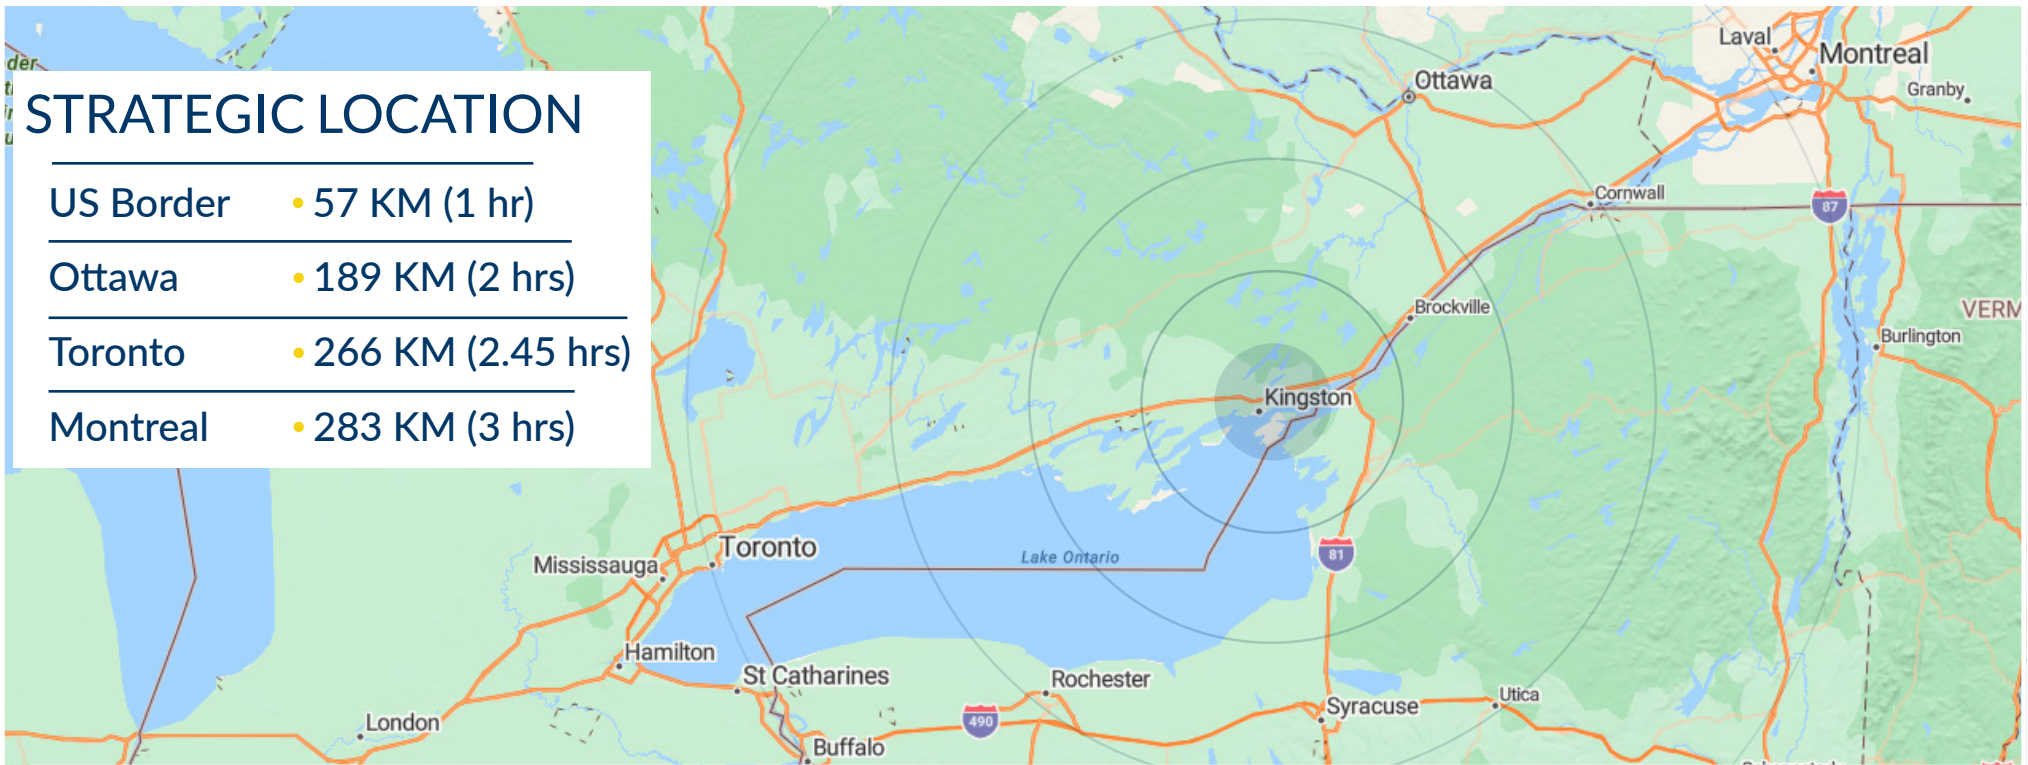 STRATEGIC LOCATION
US Border • 57 KM (1 hr)
Ottawa • 189 KM (2 hrs)
Toronto • 266 KM (2.45 hrs)
Montreal • 283 KM (3 hrs)
der
Laval
Montreal
Granby
Ottawa
Cornwall
87
Brockville
VERM
Burlington
Kingston
Toronto
Mississauga
Lake Ontario
81
Hamilton
St Catharines
Rochester
Utica
Syracuse
London
490
Buffalo